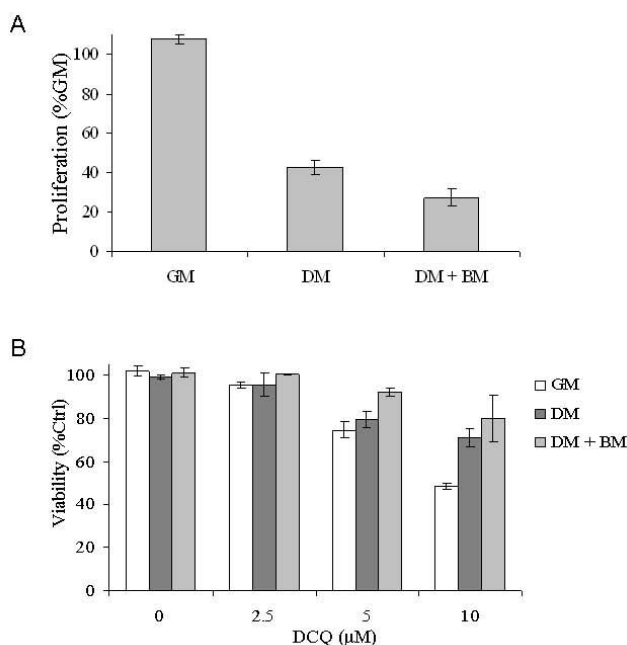 A
Proliferation (%GM)
100
80
60
40
20
0
GM DM DM + BM
B
Viability (%Ctrl)
100
80
60
40
20
0
0 2.5 5 10
DCQ (µM)
GM
DM
DM + BM